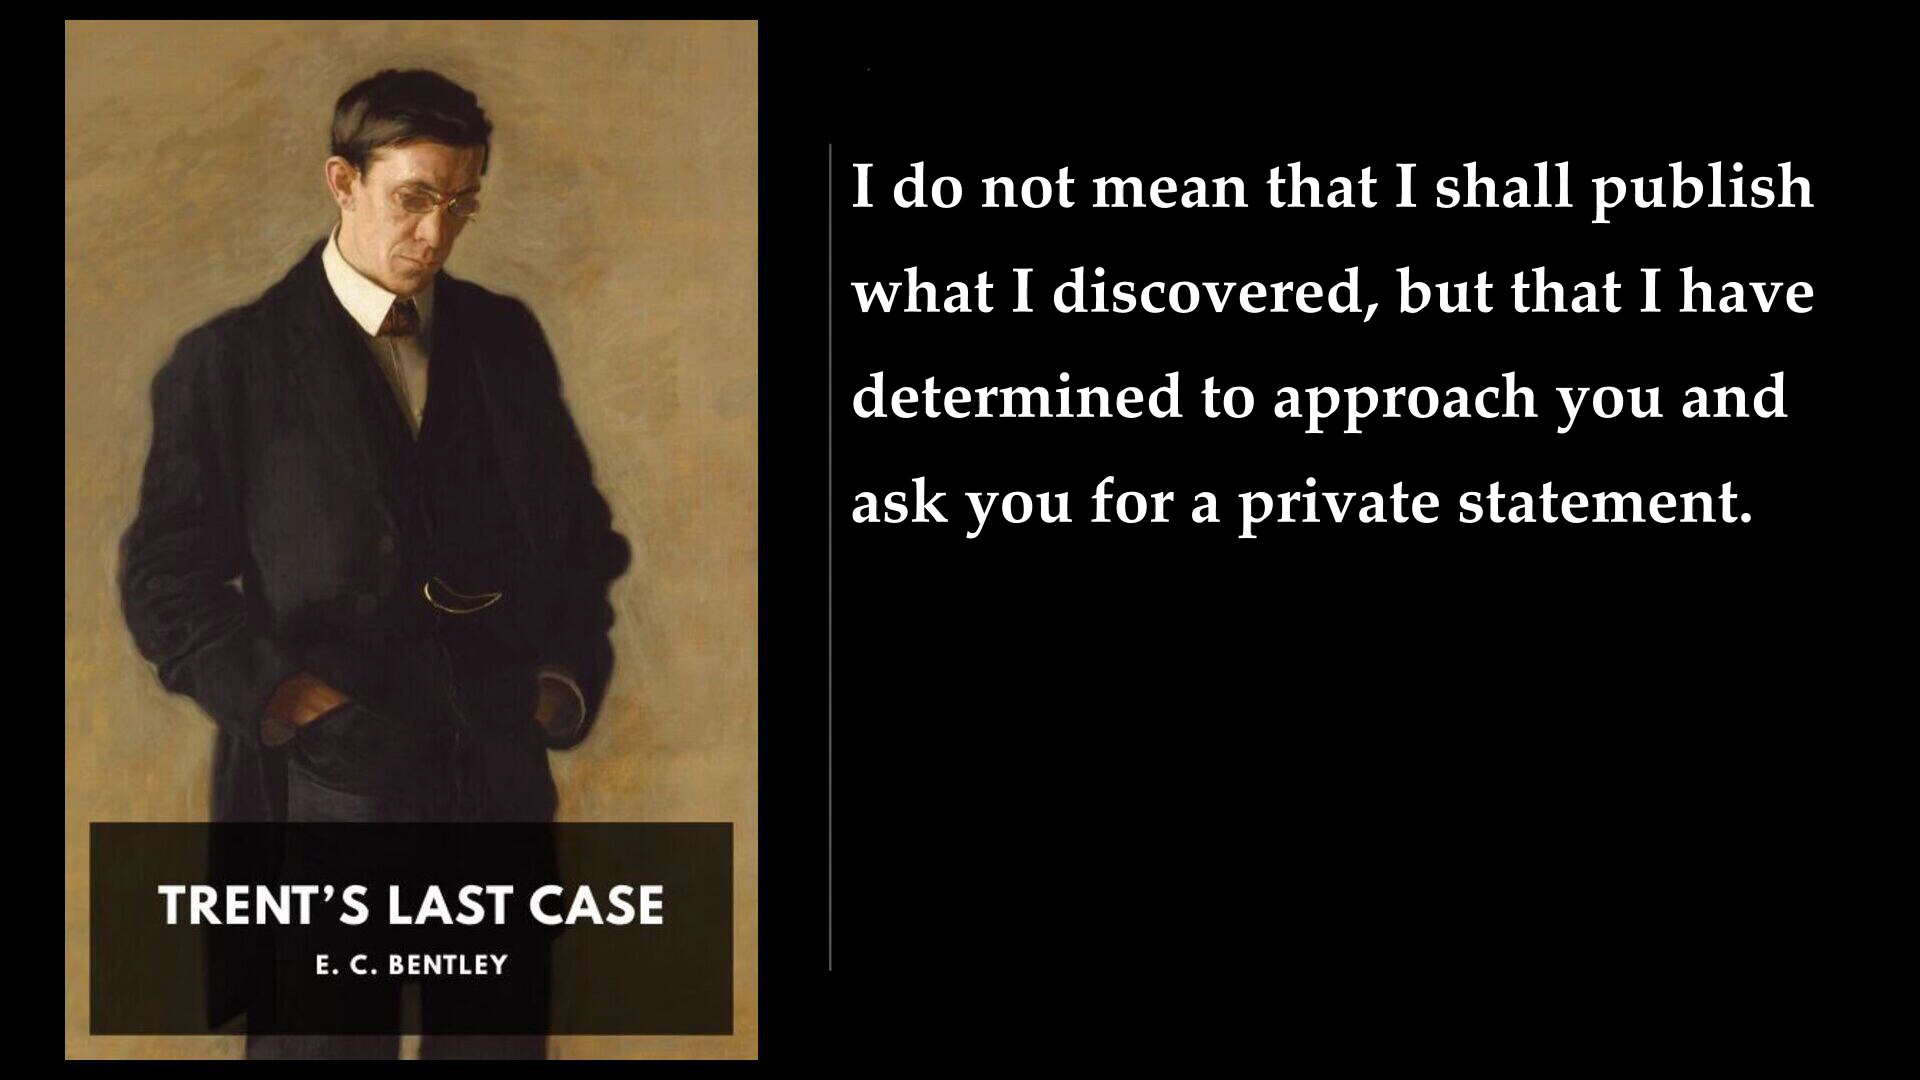 I do not mean that I shall publish
what I discovered, but that I have
determined to approach you and
ask you for a private statement.
TRENT’S LAST CASE
E. C. BENTLEY